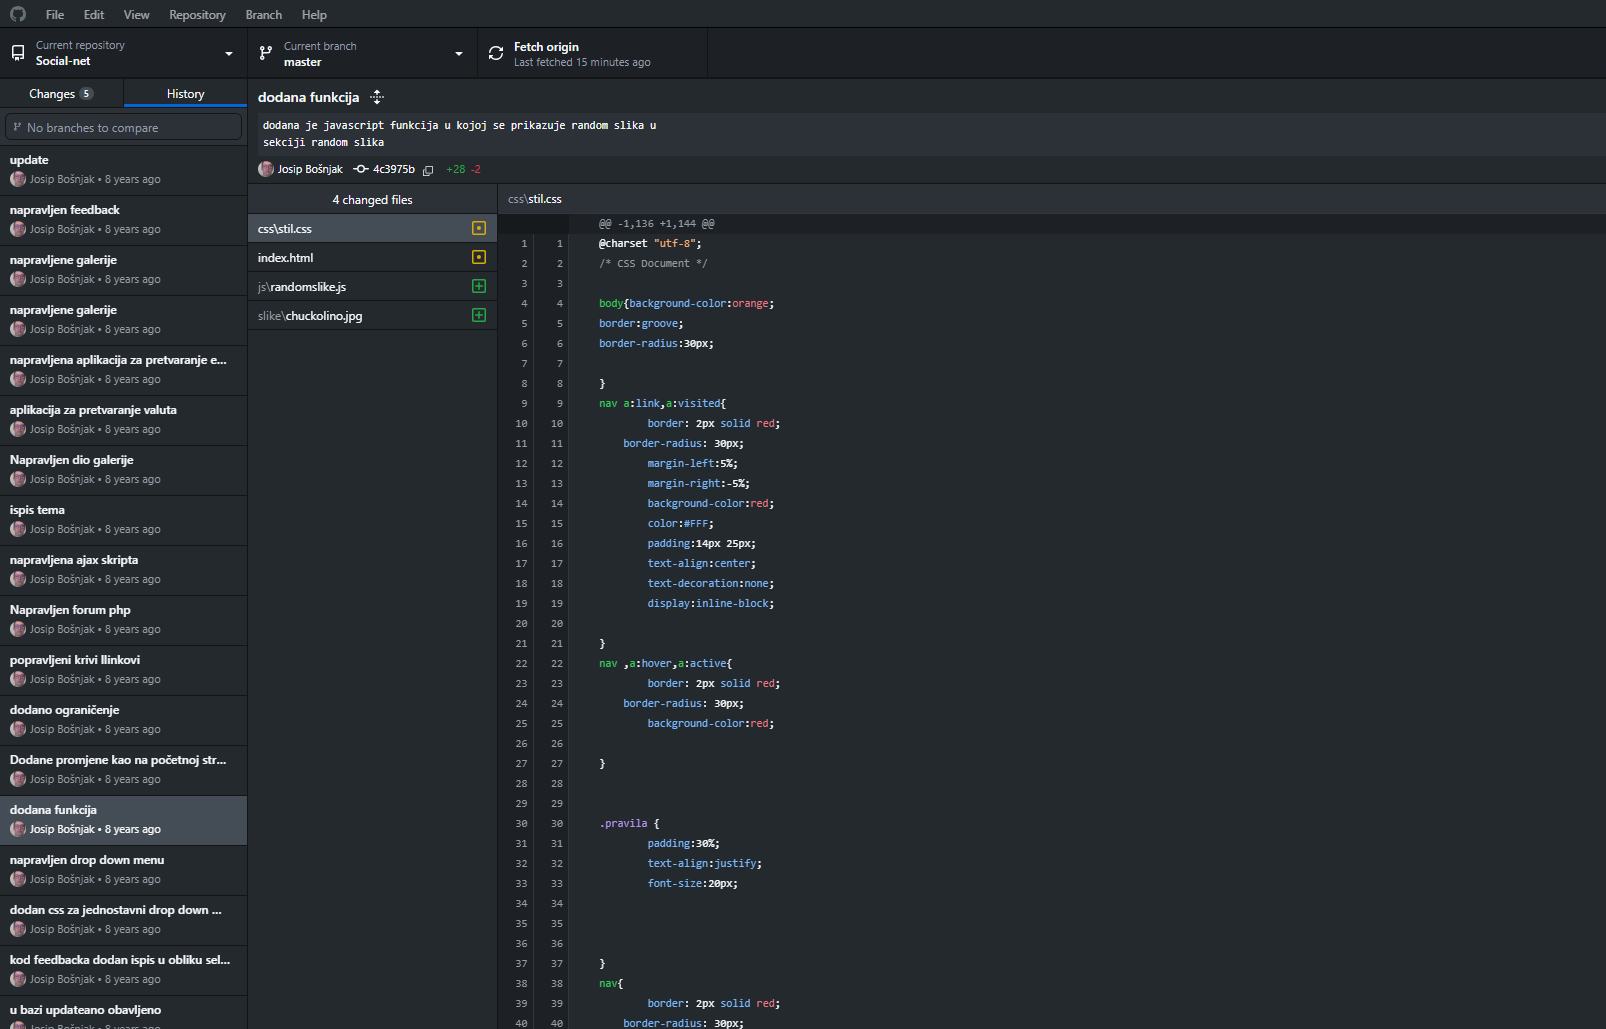 File Edit View Repository Branch Help
Current repository
Social-net
Current branch
master
Fetch origin
Last fetched 15 minutes ago
Changes 5 History
No branches to compare
update
Josip Bošnjak • 8 years ago
napravljen feedback
Josip Bošnjak • 8 years ago
napravljene galerije
Josip Bošnjak • 8 years ago
napravljene galerije
Josip Bošnjak • 8 years ago
napravljena aplikacija za pretvaranje e...
Josip Bošnjak • 8 years ago
aplikacija za pretvaranje valuta
Josip Bošnjak • 8 years ago
Napravljen dio galerije
Josip Bošnjak • 8 years ago
ispis tema
Josip Bošnjak • 8 years ago
napravljena ajax skripta
Josip Bošnjak • 8 years ago
Napravljen forum php
Josip Bošnjak • 8 years ago
popravljeni krivi llinkovi
Josip Bošnjak • 8 years ago
dodano ograničenje
Josip Bošnjak • 8 years ago
Dodane promjene kao na početnoj str...
Josip Bošnjak • 8 years ago
dodana funkcija
Josip Bošnjak • 8 years ago
napravljen drop down menu
Josip Bošnjak • 8 years ago
dodan css za jednostavni drop down ...
Josip Bošnjak • 8 years ago
kod feedbacka dodan ispis u obliku sel...
Josip Bošnjak • 8 years ago
u bazi updateano obavljeno
Josip Bošnjak • 8 years ago
dodana funkcija
dodana je javascript funkcija u kojoj se prikazuje random slika u
sekciji random slika
Josip Bošnjak 4c3975b +28 -2
4 changed files
css\stil.css
index.html
js\randomslike.js
slike\chuckolino.jpg
css\stil.css
@@ -1,136 +1,144 @@
1 1 @charset "utf-8";
2 2 /* CSS Document */
3 3
4 4 body{background-color:orange;
5 5 border:groove;
6 6 border-radius:30px;
7 7
8 8 }
9 9 nav a:link,a:visited{
10 10 border: 2px solid red;
11 11 border-radius: 30px;
12 12 margin-left:5%;
13 13 margin-right:-5%;
14 14 background-color:red;
15 15 color:#FFF;
16 16 padding:14px 25px;
17 17 text-align:center;
18 18 text-decoration:none;
19 19 display:inline-block;
20 20
21 21 }
22 22 nav ,a:hover,a:active{
23 23 border: 2px solid red;
24 24 border-radius: 30px;
25 25 background-color:red;
26 26
27 27 }
28 28
29 29
30 30 .pravila {
31 31 padding:30%;
32 32 text-align:justify;
33 33 font-size:20px;
34 34
35 35
36 36
37 37 }
38 38 nav{
39 39 border: 2px solid red;
40 40 border-radius: 30px;